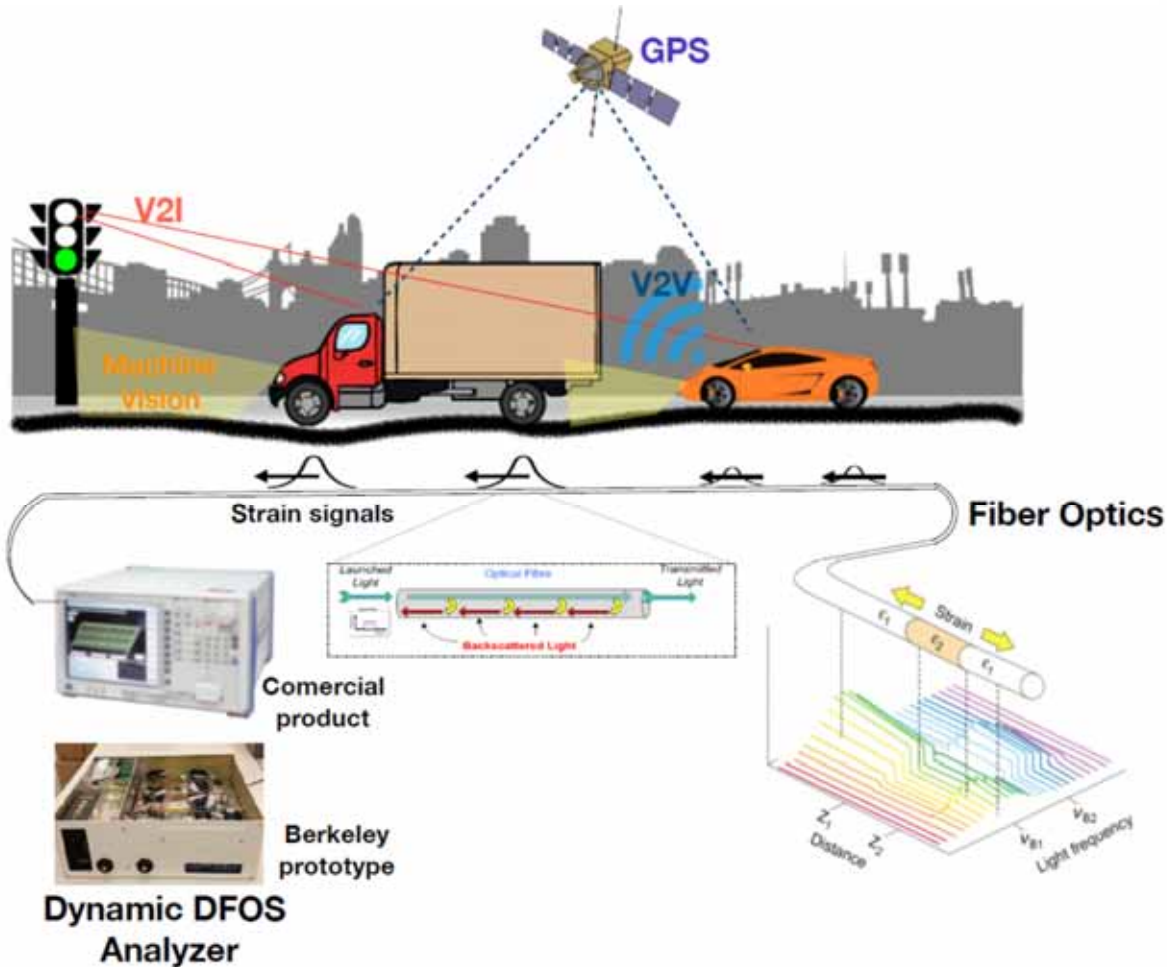 GPS
V2I
V2V
Machine
vision
Strain signals
Fiber Optics
Launched
Light
Optical Fibre
Transmitted
Light
Backscattered Light
Strain
ε1
ε2
ε1
Comercial
product
Z1
Z2
Distance
νB1
νB2
Light frequency
Berkeley
prototype
Dynamic DFOS
Analyzer